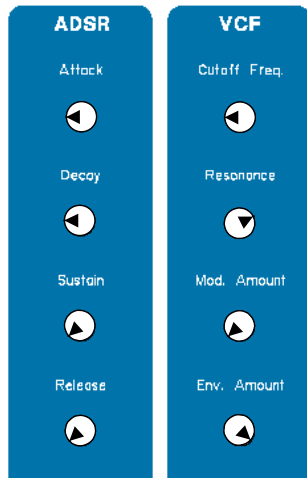 ADSR
Attack
Decay
Sustain
Release
VCF
Cutoff Freq.
Resonance
Mod. Amount
Env. Amount